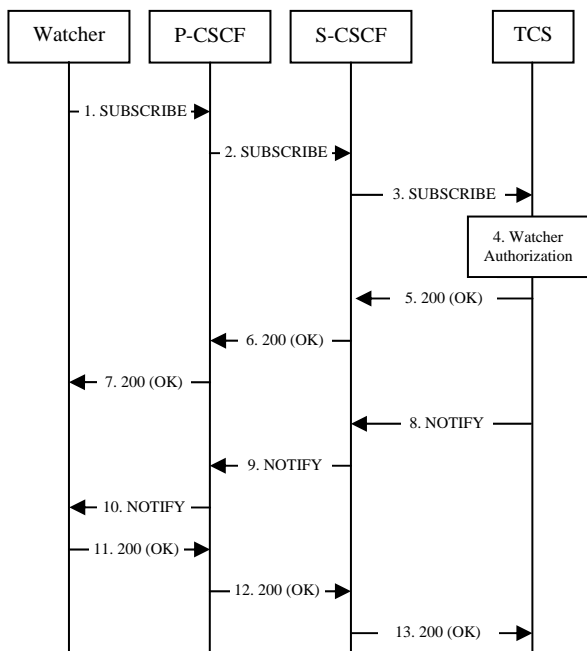 Watcher
P-CSCF
S-CSCF
TCS
1. SUBSCRIBE
2. SUBSCRIBE
3. SUBSCRIBE
4. Watcher
Authorization
5. 200 (OK)
6. 200 (OK)
7. 200 (OK)
8. NOTIFY
9. NOTIFY
10. NOTIFY
11. 200 (OK)
12. 200 (OK)
13. 200 (OK)